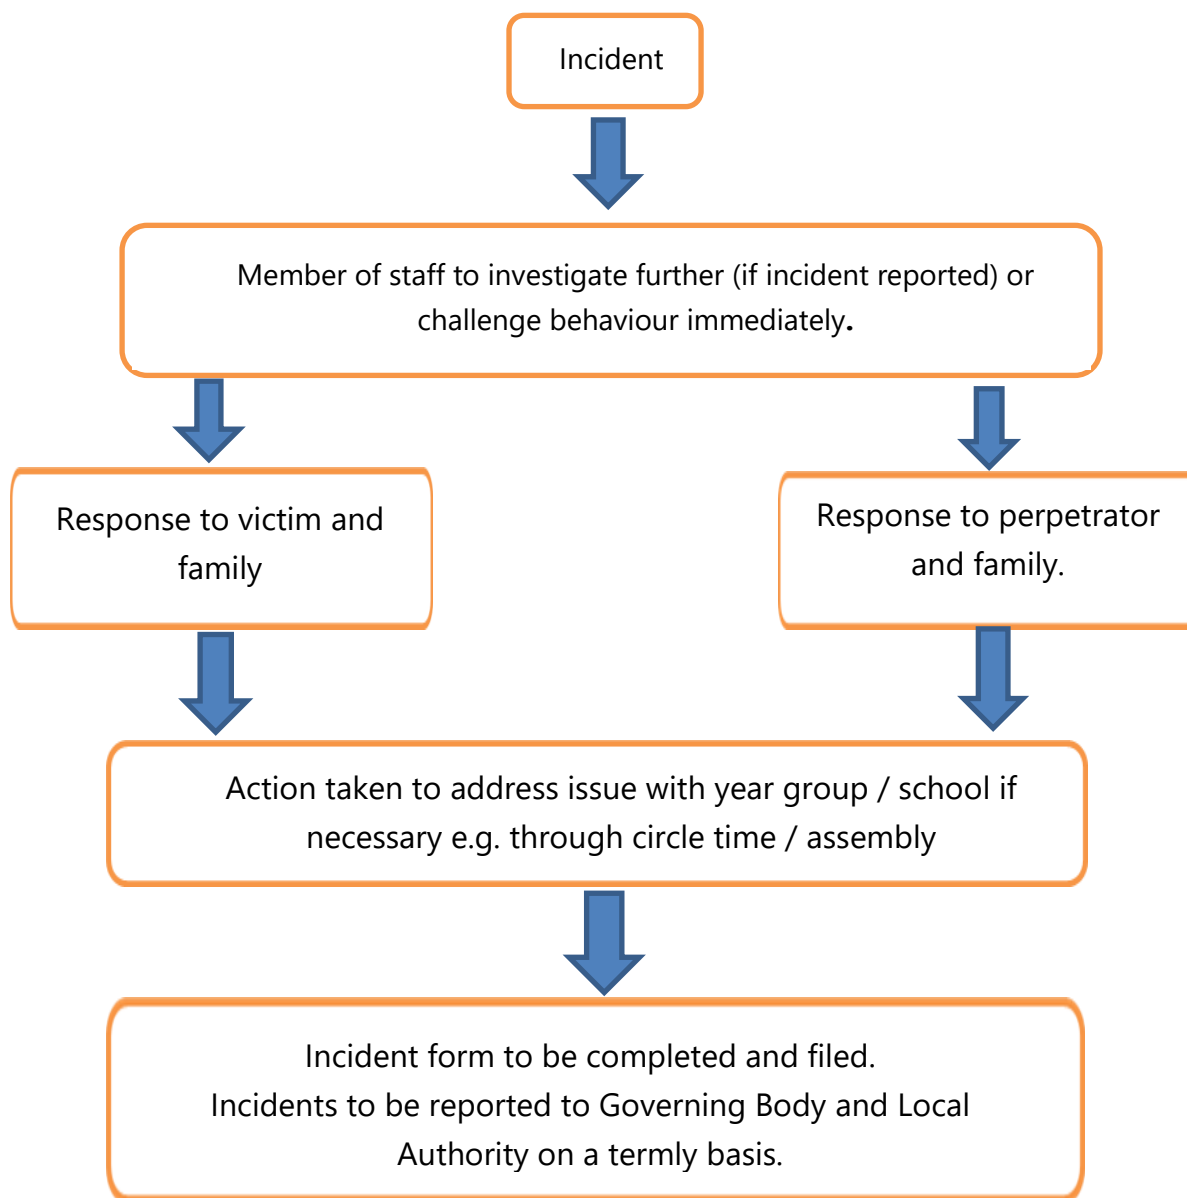 Incident
Member of staff to investigate further (if incident reported) or
challenge behaviour immediately.
Response to victim and
family
Response to perpetrator
and family.
Action taken to address issue with year group / school if
necessary e.g. through circle time / assembly
Incident form to be completed and filed.
Incidents to be reported to Governing Body and Local
Authority on a termly basis.